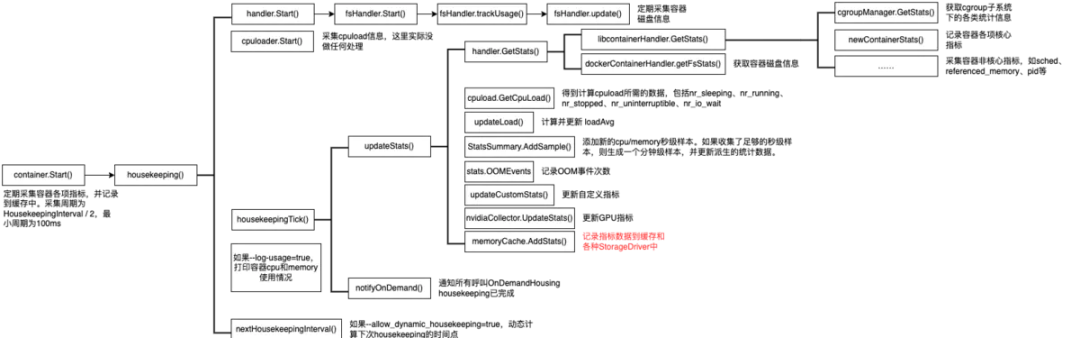 handler.Start()
fsHandler.Start()
fsHandler.trackUsage()
fsHandler.update()
定期采集容器
磁盘信息
cgroupManager.GetStats()
获取cgroup子系统
下的各类统计信息
cpuloader.Start()
采集cpuload信息，这里实际没
做任何处理
libcontainerHandler.GetStats()
newContainerStats()
记录容器各项核心
指标
handler.GetStats()
dockerContainerHandler.getFsStats()
获取容器磁盘信息
......
采集容器非核心指标，如sched、
referenced_memory、pid等
cpuload.GetCpuLoad()
得到计算cpuload所需的数据，包括nr_sleeping、nr_running、
nr_stopped、nr_uninterruptible、nr_io_wait
updateLoad()
计算并更新 loadAvg
updateStats()
StatsSummary.AddSample()
添加新的cpu/memory秒级样本。如果收集了足够的秒级样
本，则生成一个分钟级样本，并更新派生的统计数据。
container.Start()
housekeeping()
stats.OOMEvents
记录OOM事件次数
定期采集容器各项指标，并记录
到缓存中。采集周期为
HousekeepingInterval / 2，最
小周期为100ms
updateCustomStats()
更新自定义指标
housekeepingTick()
nvidiaCollector.UpdateStats()
更新GPU指标
memoryCache.AddStats()
记录指标数据到缓存和
各种StorageDriver中
如果--log-usage=true，
打印容器cpu和memory
使用情况
notifyOnDemand()
通知所有呼叫OnDemandHousing
housekeeping已完成
nextHousekeepingInterval()
如果--allow_dynamic_housekeeping=true，动态计
算下次housekeeping的时间点